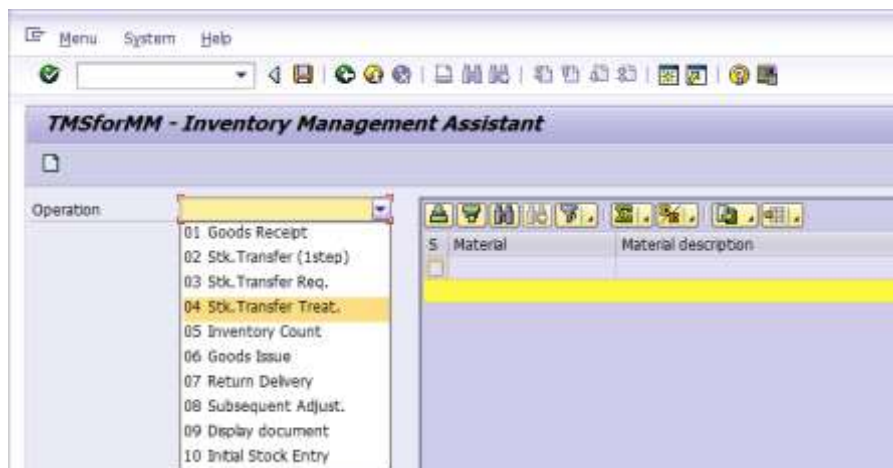 Menu System Help
TMSforMM - Inventory Management Assistant
Operation
01 Goods Receipt
02 Stk.Transfer (1step)
03 Stk.Transfer Req.
04 Stk.Transfer Treat.
05 Inventory Count
06 Goods Issue
07 Return Delivery
08 Subsequent Adjust.
09 Display document
10 Initial Stock Entry
S Material Material description